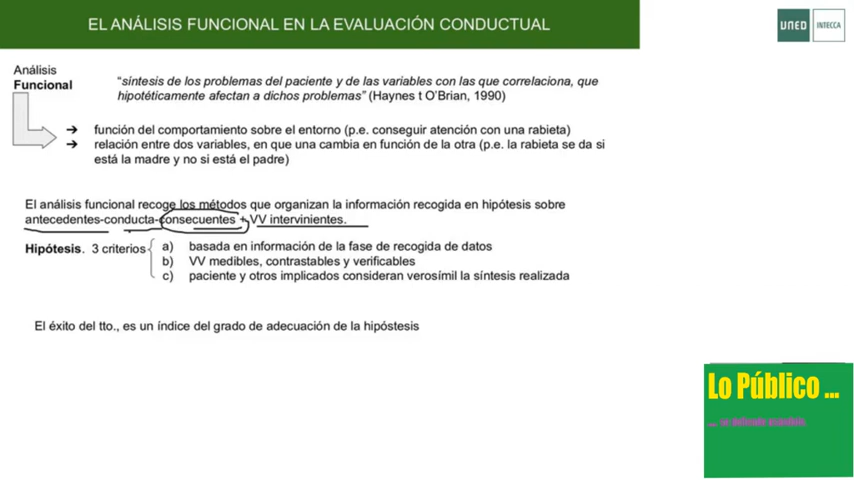 EL ANÁLISIS FUNCIONAL EN LA EVALUACIÓN CONDUCTUAL
UNED
INTECCA
Análisis
Funcional
“síntesis de los problemas del paciente y de las variables con las que correlaciona, que
hipotéticamente afectan a dichos problemas” (Haynes t O’Brian, 1990)
➔ función del comportamiento sobre el entorno (p.e. conseguir atención con una rabieta)
➔ relación entre dos variables, en que una cambia en función de la otra (p.e. la rabieta se da si
está la madre y no si está el padre)
El análisis funcional recoge los métodos que organizan la información recogida en hipótesis sobre
antecedentes-conducta-consecuentes + VV intervinientes.
Hipótesis. 3 criterios
a) basada en información de la fase de recogida de datos
b) VV medibles, contrastables y verificables
c) paciente y otros implicados consideran verosímil la síntesis realizada
El éxito del tto., es un índice del grado de adecuación de la hipóstesis
Lo Público ...